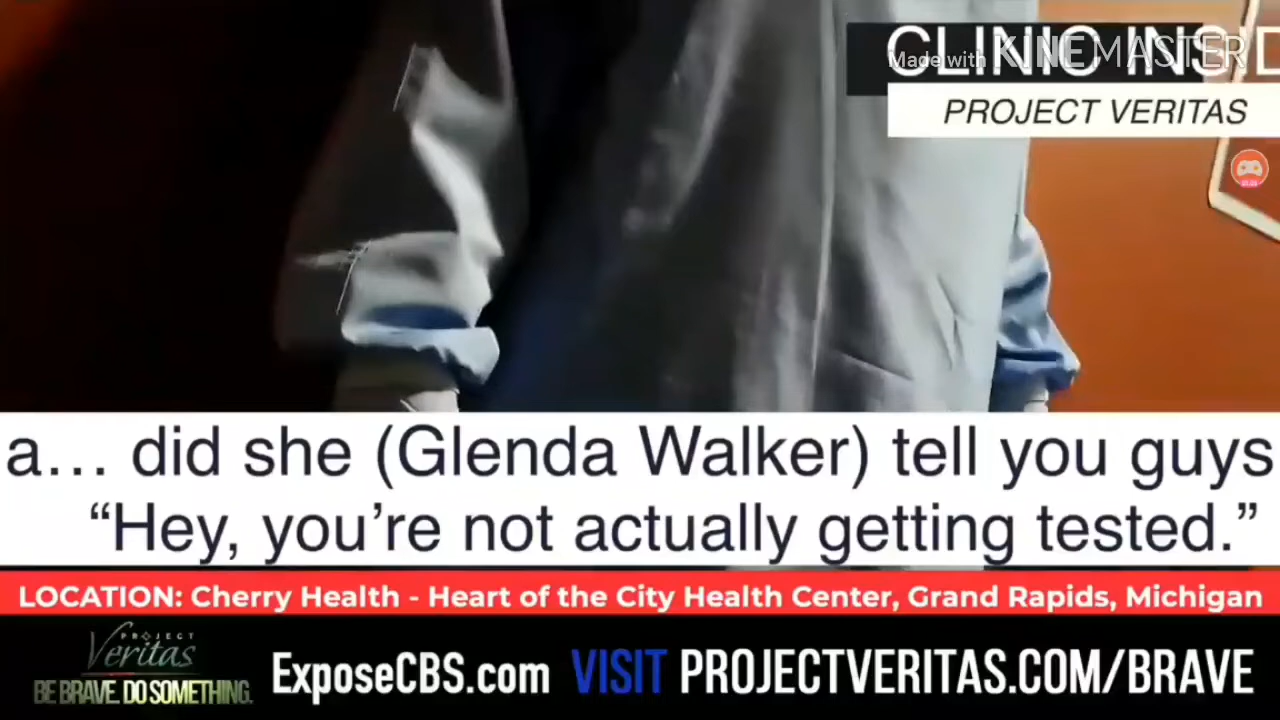 CLINIC INSID
Made with KINEMASTER
PROJECT VERITAS
a… did she (Glenda Walker) tell you guys
“Hey, you’re not actually getting tested.”
LOCATION: Cherry Health - Heart of the City Health Center, Grand Rapids, Michigan
PROJECT
Veritas
BE BRAVE. DO SOMETHING.
ExposeCBS.com VISIT PROJECTVERITAS.COM/BRAVE